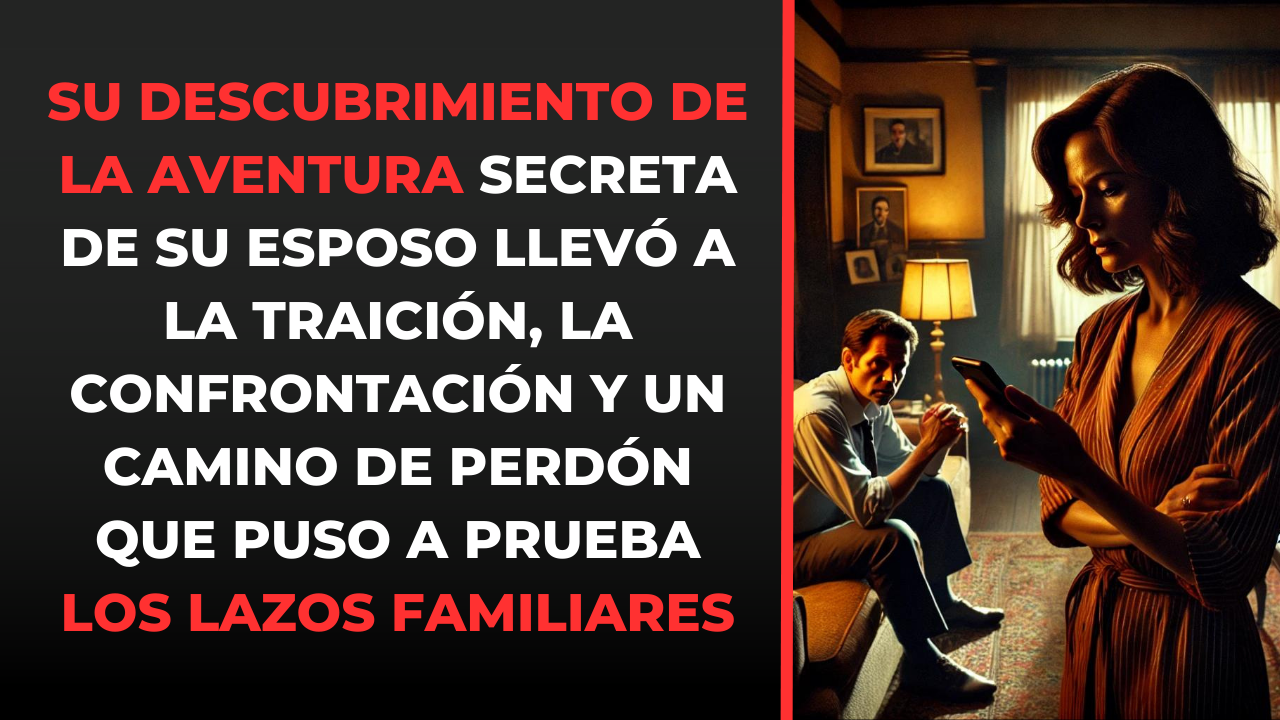 SU DESCUBRIMIENTO DE
LA AVENTURA SECRETA
DE SU ESPOSO LLEVÓ A
LA TRAICIÓN, LA
CONFRONTACIÓN Y UN
CAMINO DE PERDÓN
QUE PUSO A PRUEBA
LOS LAZOS FAMILIARES